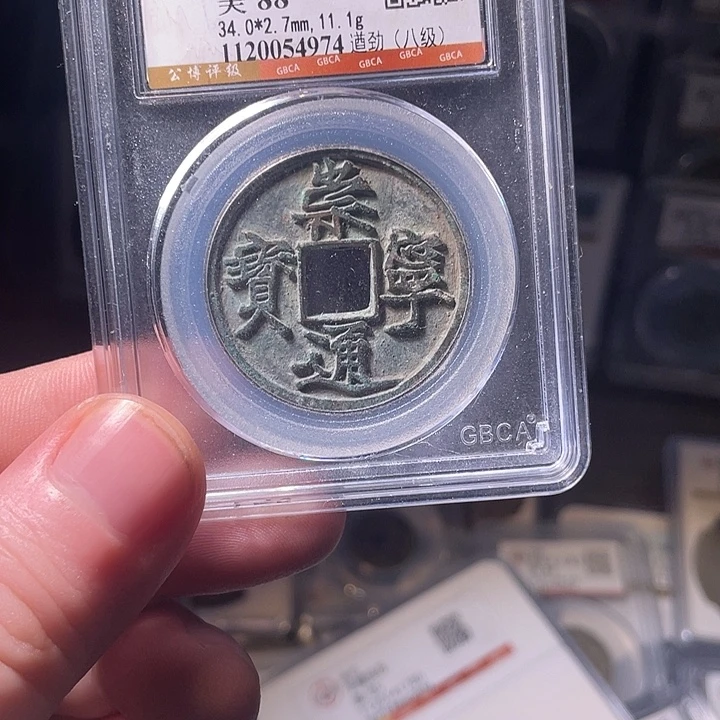 美 88
34.0*2.7mm,11.1g
1120054974 遒劲（八级）
公博评级 GBCA GBCA GBCA GBCA GBCA
崇
寶 寧
通
GBCA